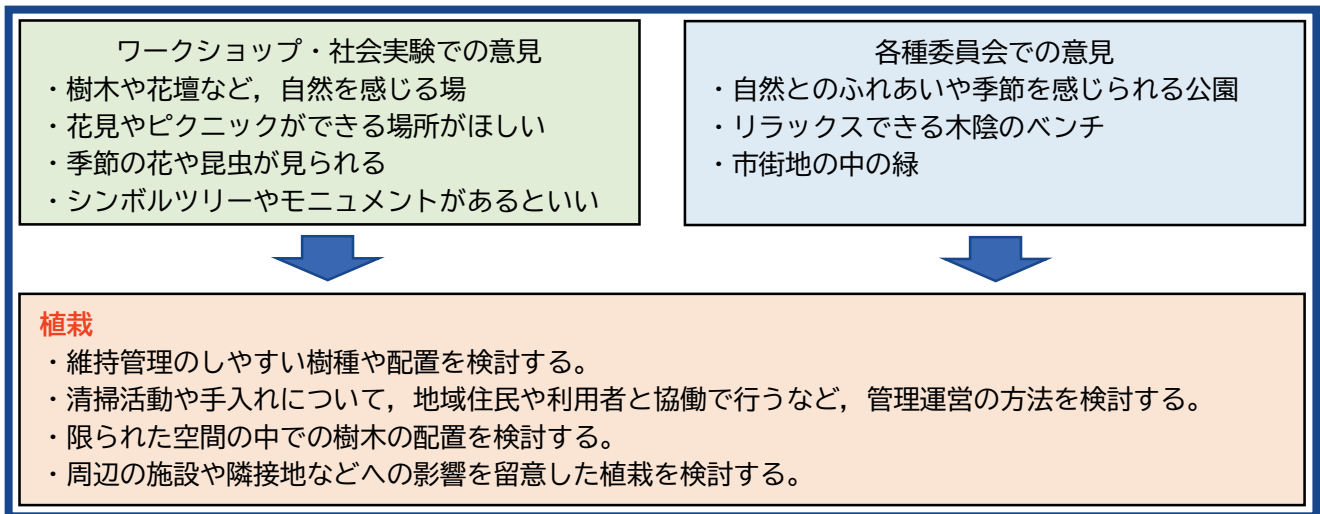 ワークショップ・社会実験での意見
・樹木や花壇など，自然を感じる場
・花見やピクニックができる場所がほしい
・季節の花や昆虫が見られる
・シンボルツリーやモニュメントがあるといい
各種委員会での意見
・自然とのふれあいや季節を感じられる公園
・リラックスできる木陰のベンチ
・市街地の中の緑
植栽
・維持管理のしやすい樹種や配置を検討する。
・清掃活動や手入れについて，地域住民や利用者と協働で行うなど，管理運営の方法を検討する。
・限られた空間の中での樹木の配置を検討する。
・周辺の施設や隣接地などへの影響を留意した植栽を検討する。